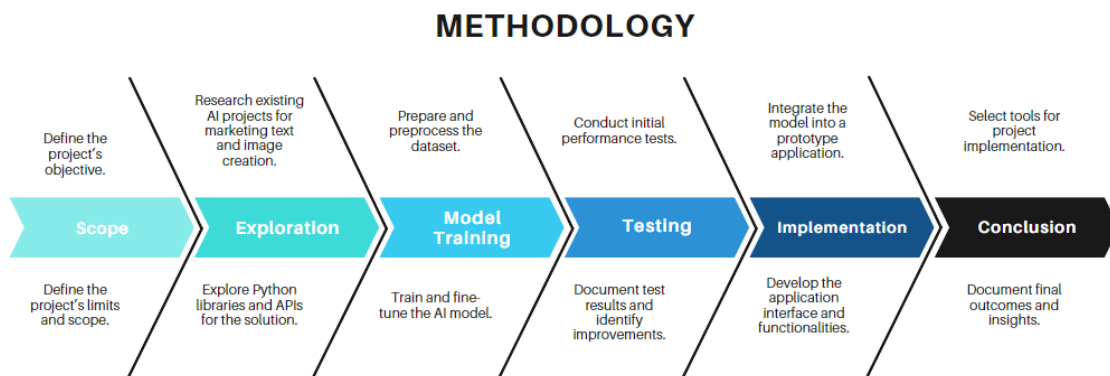 METHODOLOGY
Define the
project's
objective.
Scope
Define the
project's limits
and scope.
Research existing
AI projects for
marketing text
and image
creation.
Exploration
Explore Python
libraries and APIs
for the solution.
Prepare and
preprocess the
dataset.
Model
Training
Train and fine-
tune the AI model.
Conduct initial
performance tests.
Testing
Document test
results and
identify
improvements.
Integrate the
model into a
prototype
application.
Implementation
Develop the
application
interface and
functionalities.
Select tools for
project
implementation.
Conclusion
Document final
outcomes and
insights.